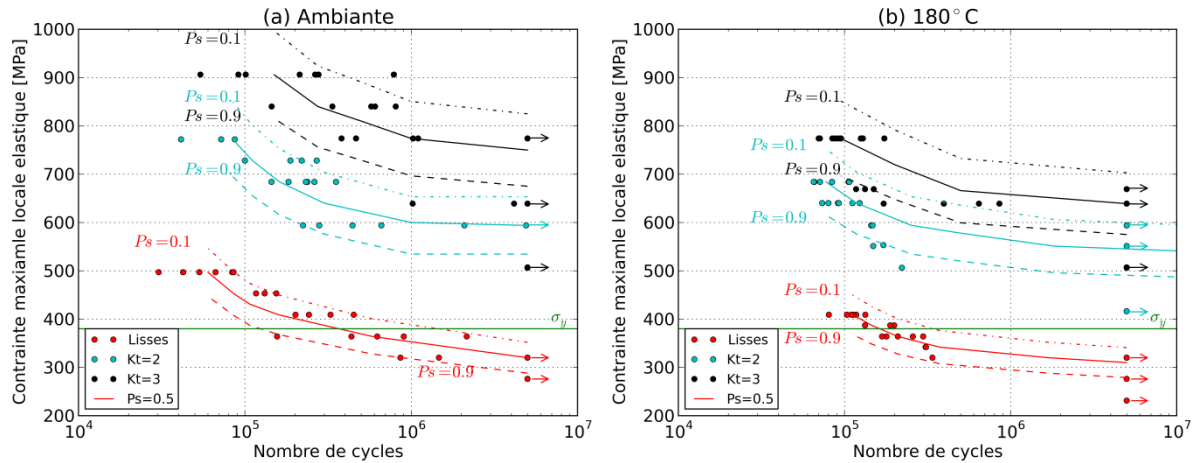 (a) Ambiante
Contrainte maxiamle locale elastique [MPa]
1000
900
800
700
600
500
400
300
200
Ps=0.1
Ps=0.1
Ps=0.9
Ps=0.9
Ps=0.1
σy
Ps=0.9
Lisses
Kt=2
Kt=3
Ps=0.5
10^4
10^5
10^6
10^7
Nombre de cycles
(b) 180°C
Contrainte maxiamle locale elastique [MPa]
1000
900
800
700
600
500
400
300
200
Ps=0.1
Ps=0.1
Ps=0.9
Ps=0.9
Ps=0.1
σy
Ps=0.9
Lisses
Kt=2
Kt=3
Ps=0.5
10^4
10^5
10^6
10^7
Nombre de cycles